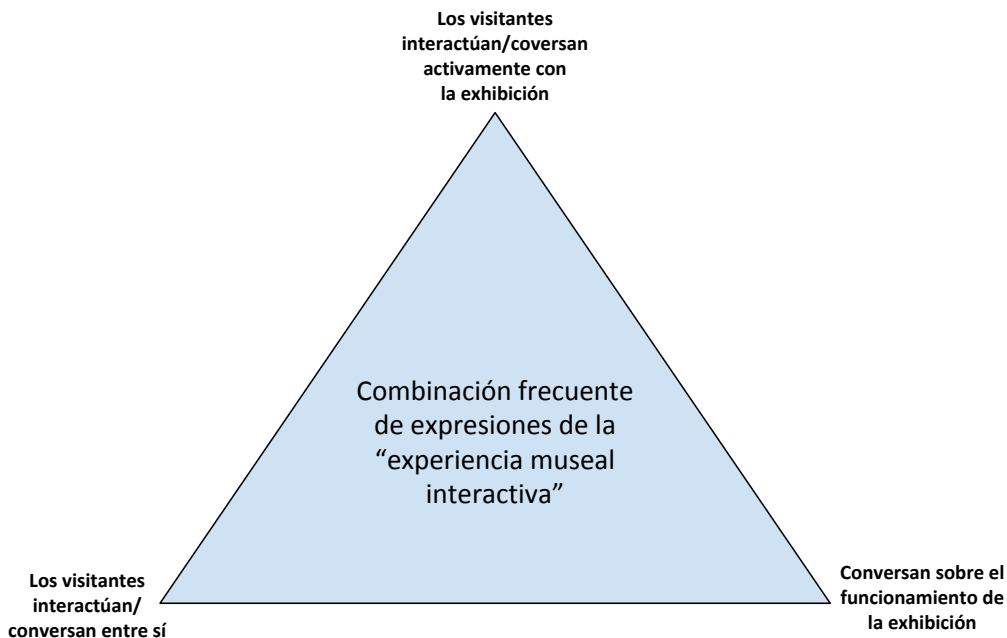 Los visitantes
interactúan/coversan
activamente con
la exhibición
Combinación frecuente
de expresiones de la
“experiencia museal
interactiva”
Los visitantes
interactúan/
conversan entre sí
Conversan sobre el
funcionamiento de
la exhibición